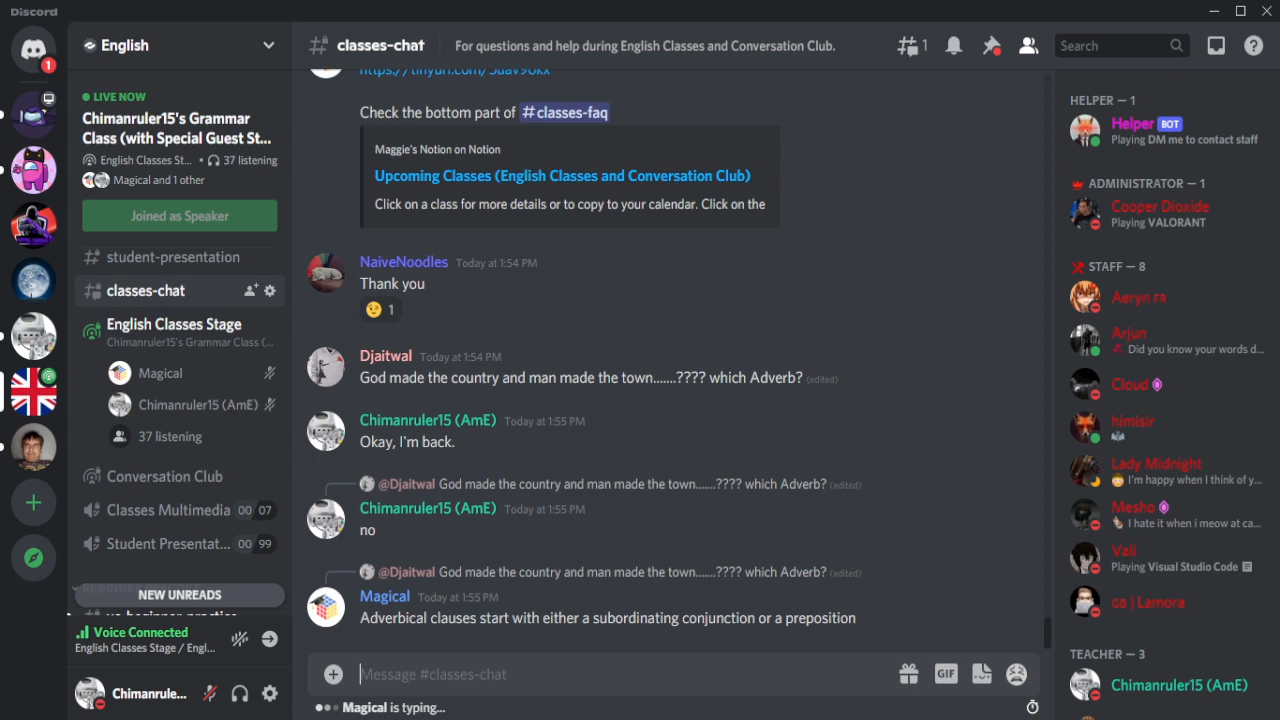 Discord
1
English
LIVE NOW
Chimanruler15's Grammar
Class (with Special Guest St...
English Classes St... • 37 listening
Magical and 1 other
Joined as Speaker
student-presentation
classes-chat
English Classes Stage
Chimanruler15's Grammar Class (...
Magical
Chimanruler15 (AmE)
37 listening
Conversation Club
Classes Multimedia 00 07
Student Presentat... 00 99
NEW UNREADS
Voice Connected
English Classes Stage / Engl...
Chimanrule...
classes-chat
For questions and help during English Classes and Conversation Club.
1
Search
Check the bottom part of #classes-faq
Maggie's Notion on Notion
Upcoming Classes (English Classes and Conversation Club)
Click on a class for more details or to copy to your calendar. Click on the
NaiveNoodles Today at 1:54 PM
Thank you
1
Djaitwal Today at 1:54 PM
God made the country and man made the town.......???? which Adverb? (edited)
Chimanruler15 (AmE) Today at 1:55 PM
Okay, I'm back.
@Djaitwal God made the country and man made the town.......???? which Adverb? (edited)
Chimanruler15 (AmE) Today at 1:55 PM
no
@Djaitwal God made the country and man made the town.......???? which Adverb? (edited)
Magical Today at 1:55 PM
Adverbical clauses start with either a subordinating conjunction or a preposition
Message #classes-chat
GIF
Magical is typing...
HELPER — 1
Helper BOT
Playing DM me to contact staff
ADMINISTRATOR — 1
Cooper Dioxide
Playing VALORANT
STAFF — 8
Aeryn FR
Arjun
Did you know your words d...
Cloud
himisir
Lady Midnight
I'm happy when I think of y...
Mesho
I hate it when i meow at ca...
Vali
Playing Visual Studio Code
GB | Lamora
TEACHER — 3
Chimanruler15 (AmE)